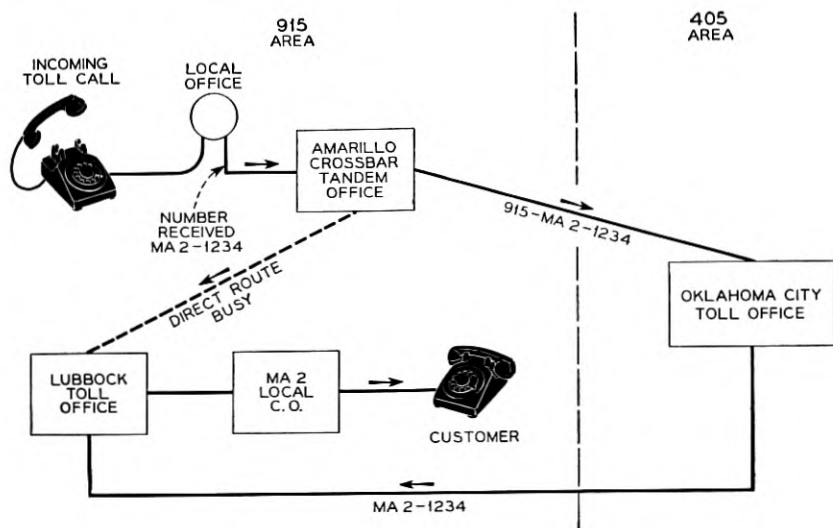 915
AREA
405
AREA
INCOMING
TOLL CALL
LOCAL
OFFICE
AMARILLO
CROSSBAR
TANDEM
OFFICE
NUMBER
RECEIVED
MA 2-1234
915-MA 2-1234
DIRECT ROUTE
BUSY
OKLAHOMA CITY
TOLL OFFICE
LUBBOCK
TOLL
OFFICE
MA 2
LOCAL
C.O.
CUSTOMER
MA 2-1234